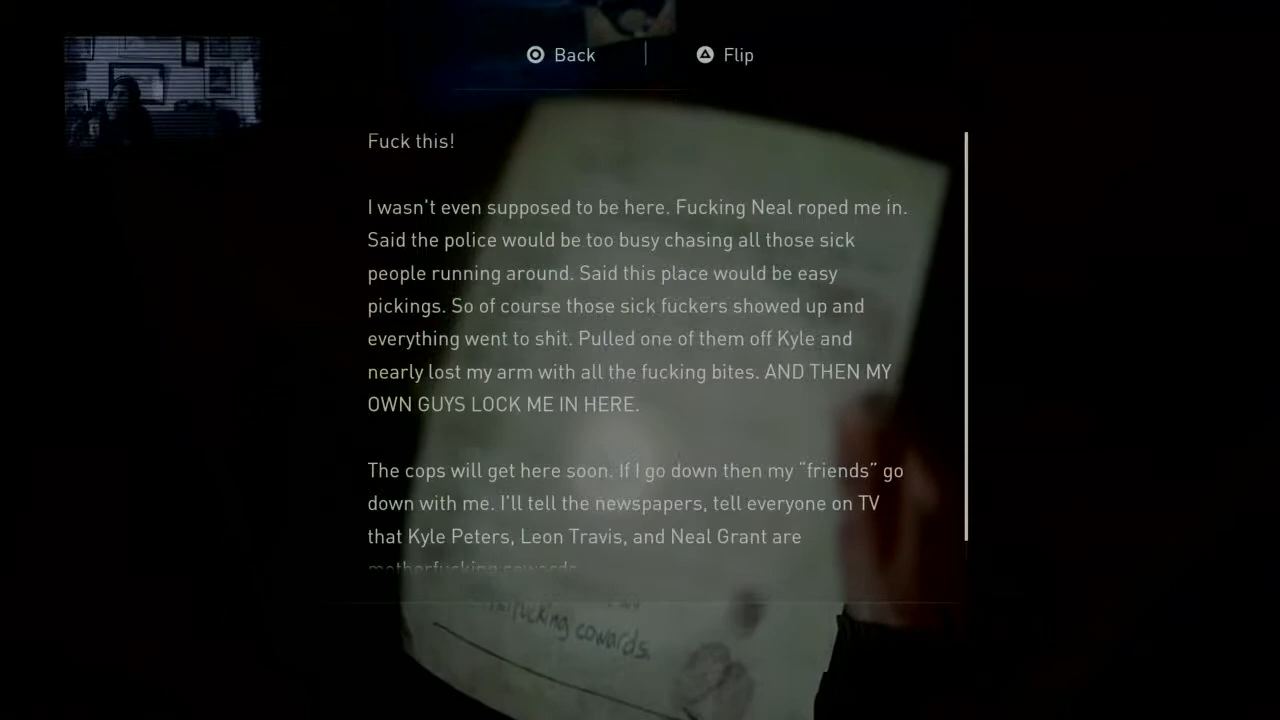 Back
Flip
Fuck this!
I wasn't even supposed to be here. Fucking Neal roped me in.
Said the police would be too busy chasing all those sick
people running around. Said this place would be easy
pickings. So of course those sick fuckers showed up and
everything went to shit. Pulled one of them off Kyle and
nearly lost my arm with all the fucking bites. AND THEN MY
OWN GUYS LOCK ME IN HERE.
The cops will get here soon. If I go down then my “friends” go
down with me. I'll tell the newspapers, tell everyone on TV
that Kyle Peters, Leon Travis, and Neal Grant are
motherfucking cowards.
cowards.